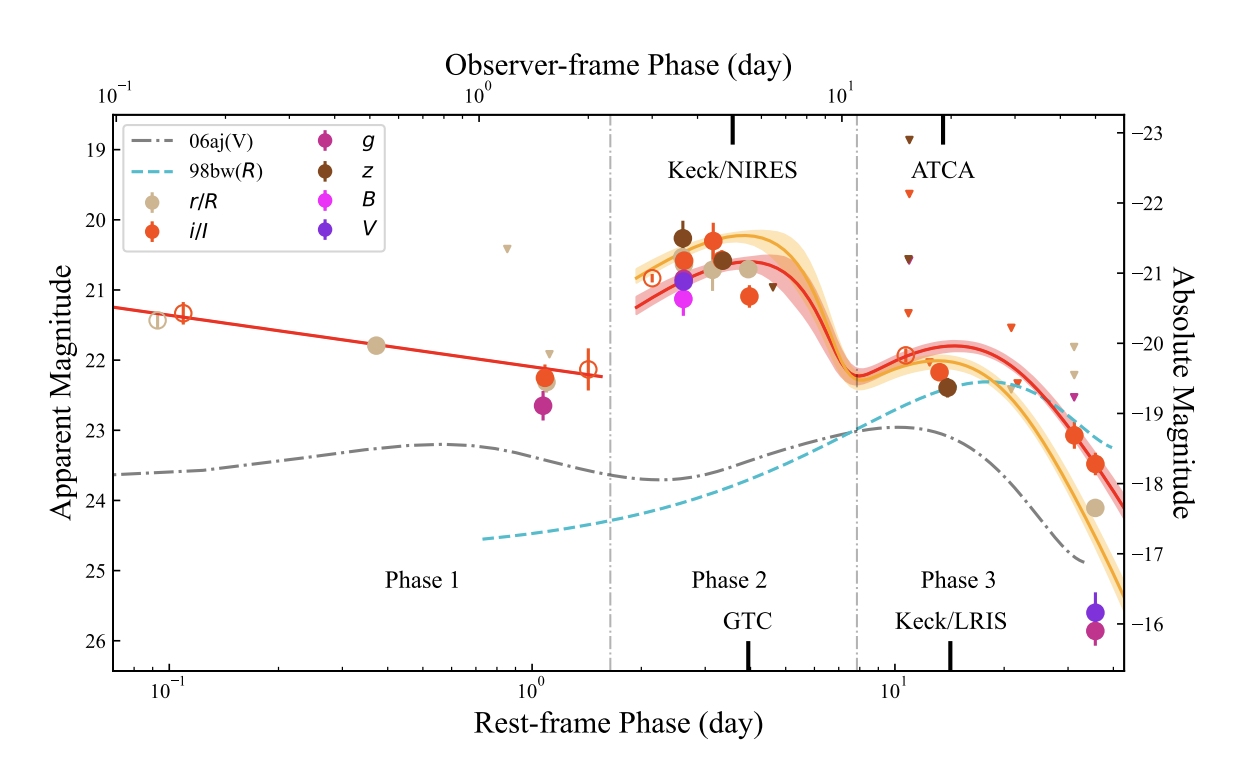 Observer-frame Phase (day)
10⁻¹ 10⁰ 10¹
06aj(V)
98bw(R)
r/R
i/I
g
z
B
V
Keck/NIRES
ATCA
19
20
21
22
23
24
25
26
Apparent Magnitude
−23
−22
−21
−20
−19
−18
−17
−16
Absolute Magnitude
Phase 1
Phase 2
Phase 3
GTC
Keck/LRIS
10⁻¹ 10⁰ 10¹
Rest-frame Phase (day)